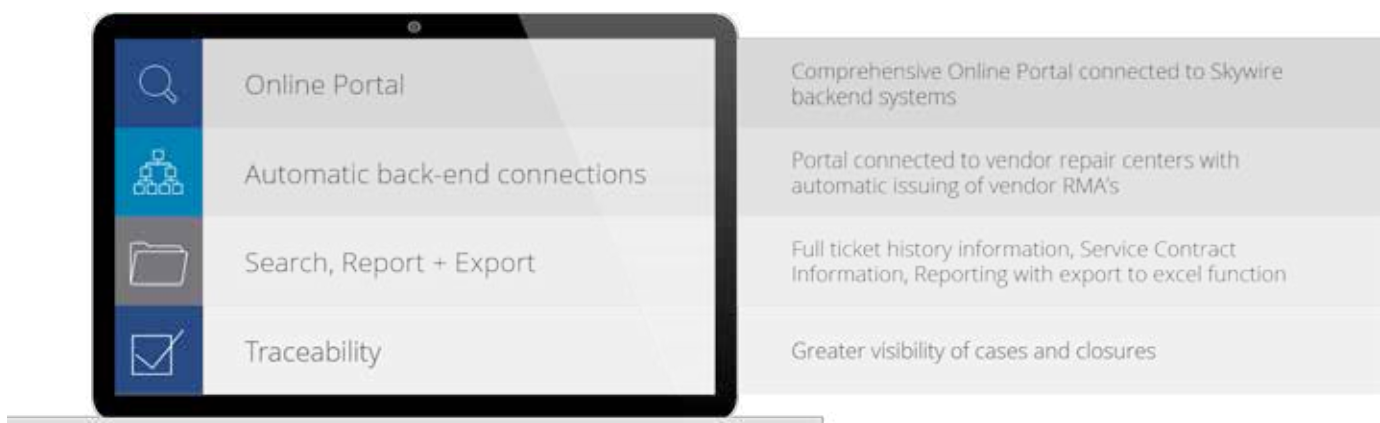 Online Portal
Comprehensive Online Portal connected to Skywire
backend systems
Automatic back-end connections
Portal connected to vendor repair centers with
automatic issuing of vendor RMA's
Search, Report + Export
Full ticket history information, Service Contract
Information, Reporting with export to excel function
Traceability
Greater visibility of cases and closures